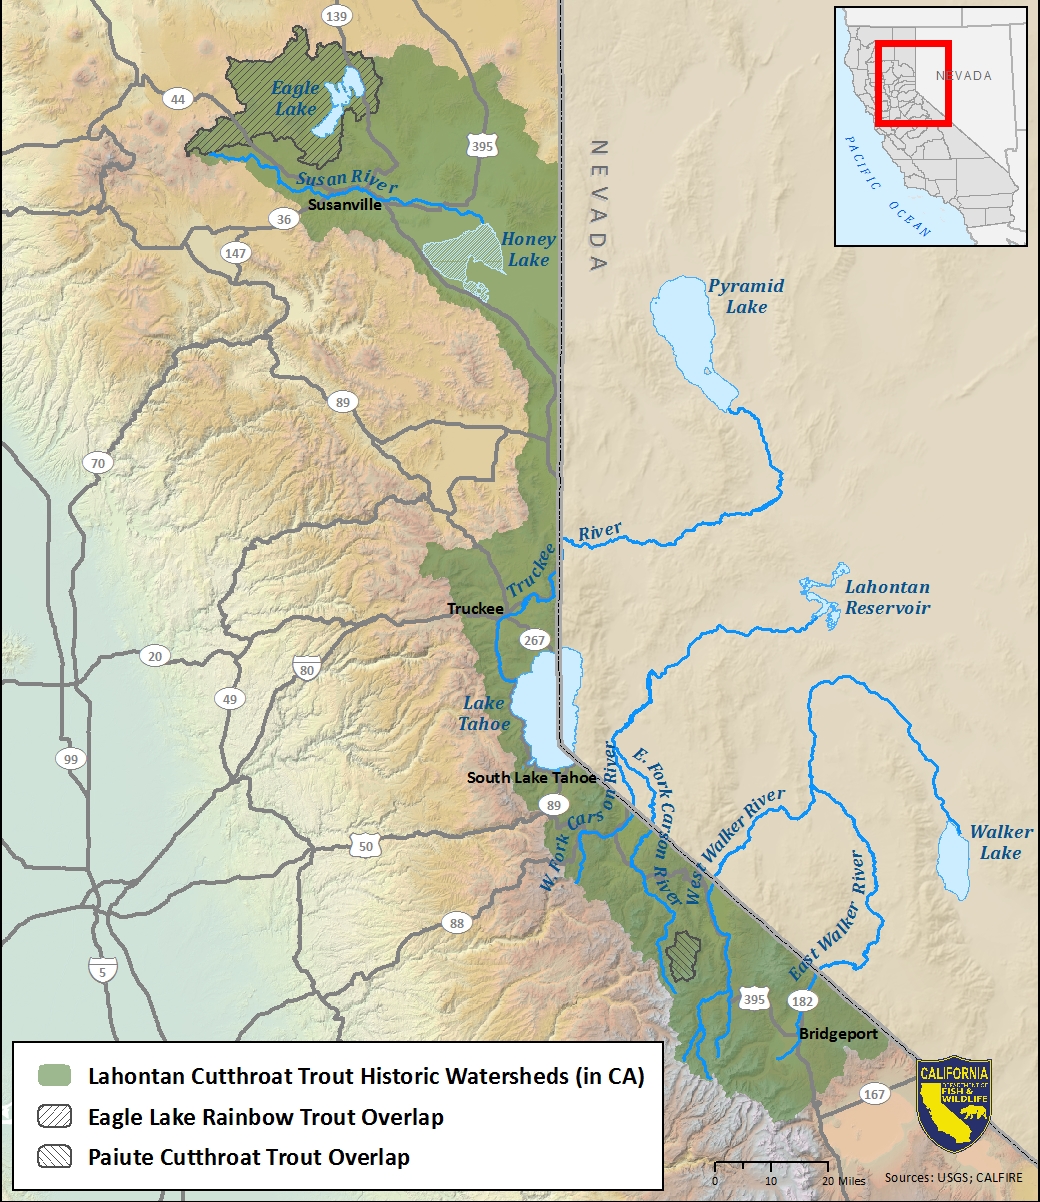 139
Eagle
Lake
44
395
NEVADA
Susan River
Susanville
36
147
Honey
Lake
NEVADA
PACIFIC OCEAN
Pyramid
Lake
89
70
River
Truckee
Truckee
267
Lahontan
Reservoir
20
80
49
Lake
Tahoe
99
South Lake Tahoe
89
50
W. Fork Carson River
E. Fork Carson River
West Walker River
Walker
Lake
East Walker River
88
5
395
182
Bridgeport
167
Lahontan Cutthroat Trout Historic Watersheds (in CA)
Eagle Lake Rainbow Trout Overlap
Paiute Cutthroat Trout Overlap
CALIFORNIA
DEPARTMENT OF
FISH &
WILDLIFE
0 10 20 Miles
Sources: USGS; CALFIRE